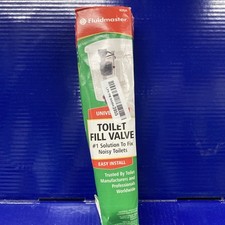 Fluidmaster
TOILET
FILL VALVE
#1 Solution To Fix
Noisy Toilets
EASY INSTALL
Trusted By Toilet
Manufacturers and
Professionals
Worldwide